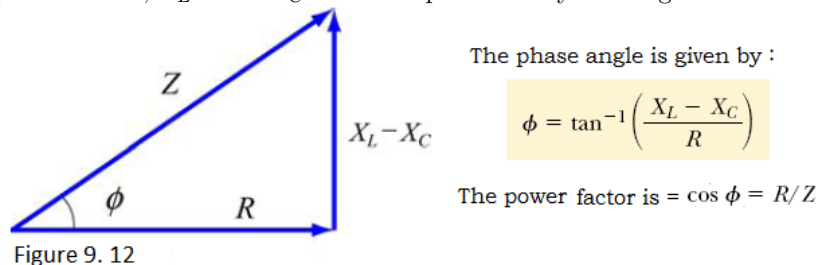 Z
X_L − X_C
ϕ
R
Figure 9. 12
The phase angle is given by :
ϕ = tan⁻¹ ( (X_L − X_C) / R )
The power factor is = cos ϕ = R/Z